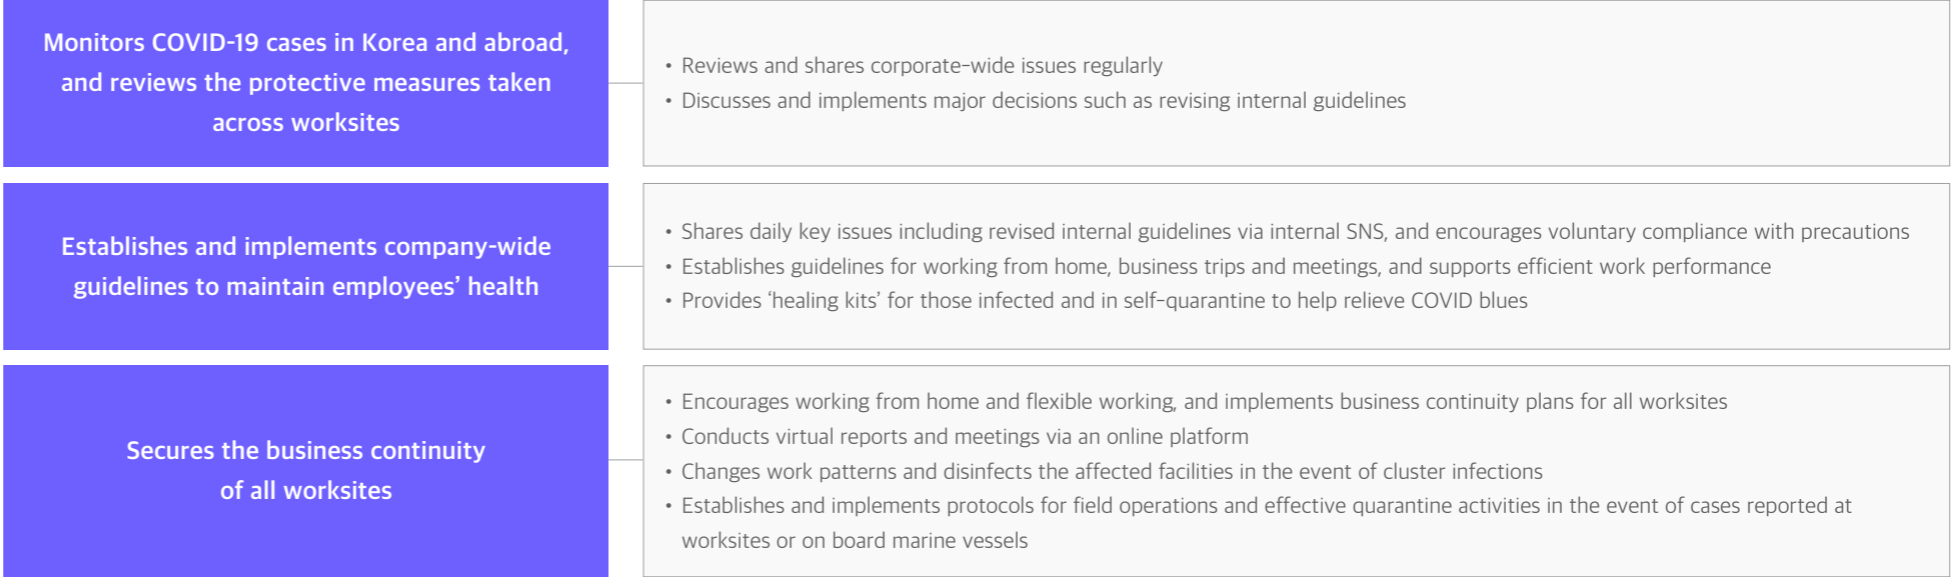 Monitors COVID-19 cases in Korea and abroad,
and reviews the protective measures taken
across worksites
• Reviews and shares corporate-wide issues regularly
• Discusses and implements major decisions such as revising internal guidelines
Establishes and implements company-wide
guidelines to maintain employees’ health
• Shares daily key issues including revised internal guidelines via internal SNS, and encourages voluntary compliance with precautions
• Establishes guidelines for working from home, business trips and meetings, and supports efficient work performance
• Provides ‘healing kits’ for those infected and in self-quarantine to help relieve COVID blues
Secures the business continuity
of all worksites
• Encourages working from home and flexible working, and implements business continuity plans for all worksites
• Conducts virtual reports and meetings via an online platform
• Changes work patterns and disinfects the affected facilities in the event of cluster infections
• Establishes and implements protocols for field operations and effective quarantine activities in the event of cases reported at
worksites or on board marine vessels